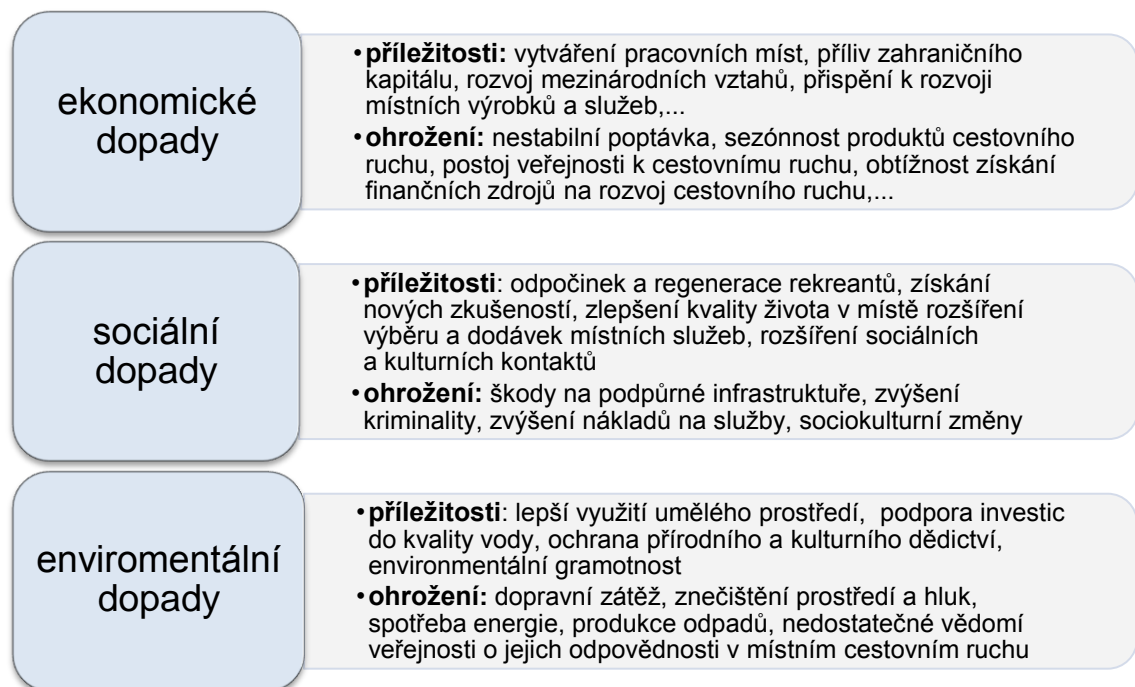 ekonomické
dopady
•příležitosti: vytváření pracovních míst, příliv zahraničního
kapitálu, rozvoj mezinárodních vztahů, přispění k rozvoji
místních výrobků a služeb,...
•ohrožení: nestabilní poptávka, sezónnost produktů cestovního
ruchu, postoj veřejnosti k cestovnímu ruchu, obtížnost získání
finančních zdrojů na rozvoj cestovního ruchu,...
sociální
dopady
•příležitosti: odpočinek a regenerace rekreantů, získání
nových zkušeností, zlepšení kvality života v místě rozšíření
výběru a dodávek místních služeb, rozšíření sociálních
a kulturních kontaktů
•ohrožení: škody na podpůrné infrastruktuře, zvýšení
kriminality, zvýšení nákladů na služby, sociokulturní změny
enviromentální
dopady
•příležitosti: lepší využití umělého prostředí, podpora investic
do kvality vody, ochrana přírodního a kulturního dědictví,
environmentální gramotnost
•ohrožení: dopravní zátěž, znečištění prostředí a hluk,
spotřeba energie, produkce odpadů, nedostatečné vědomí
veřejnosti o jejich odpovědnosti v místním cestovním ruchu